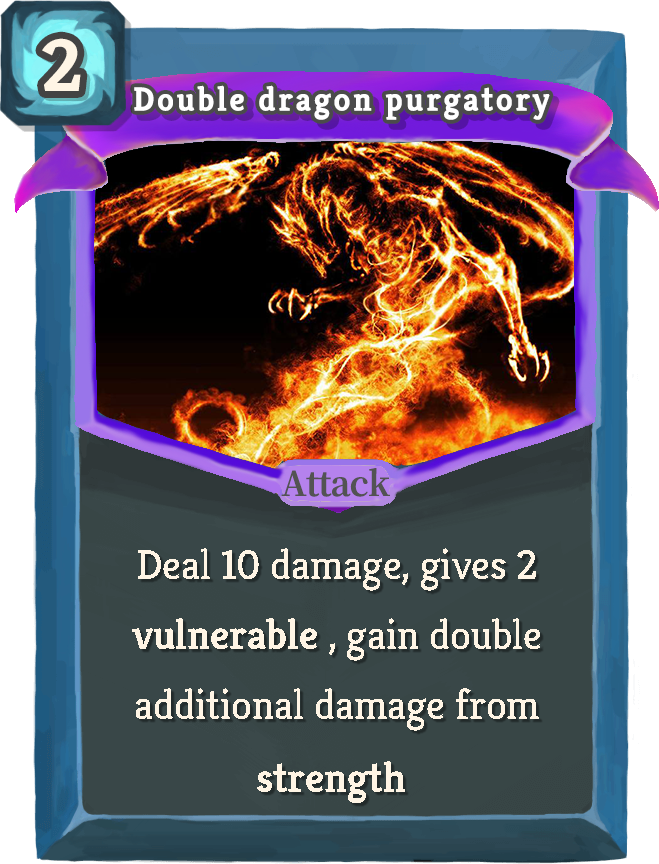 2
Double dragon purgatory
Attack
Deal 10 damage, gives 2
vulnerable , gain double
additional damage from
strength